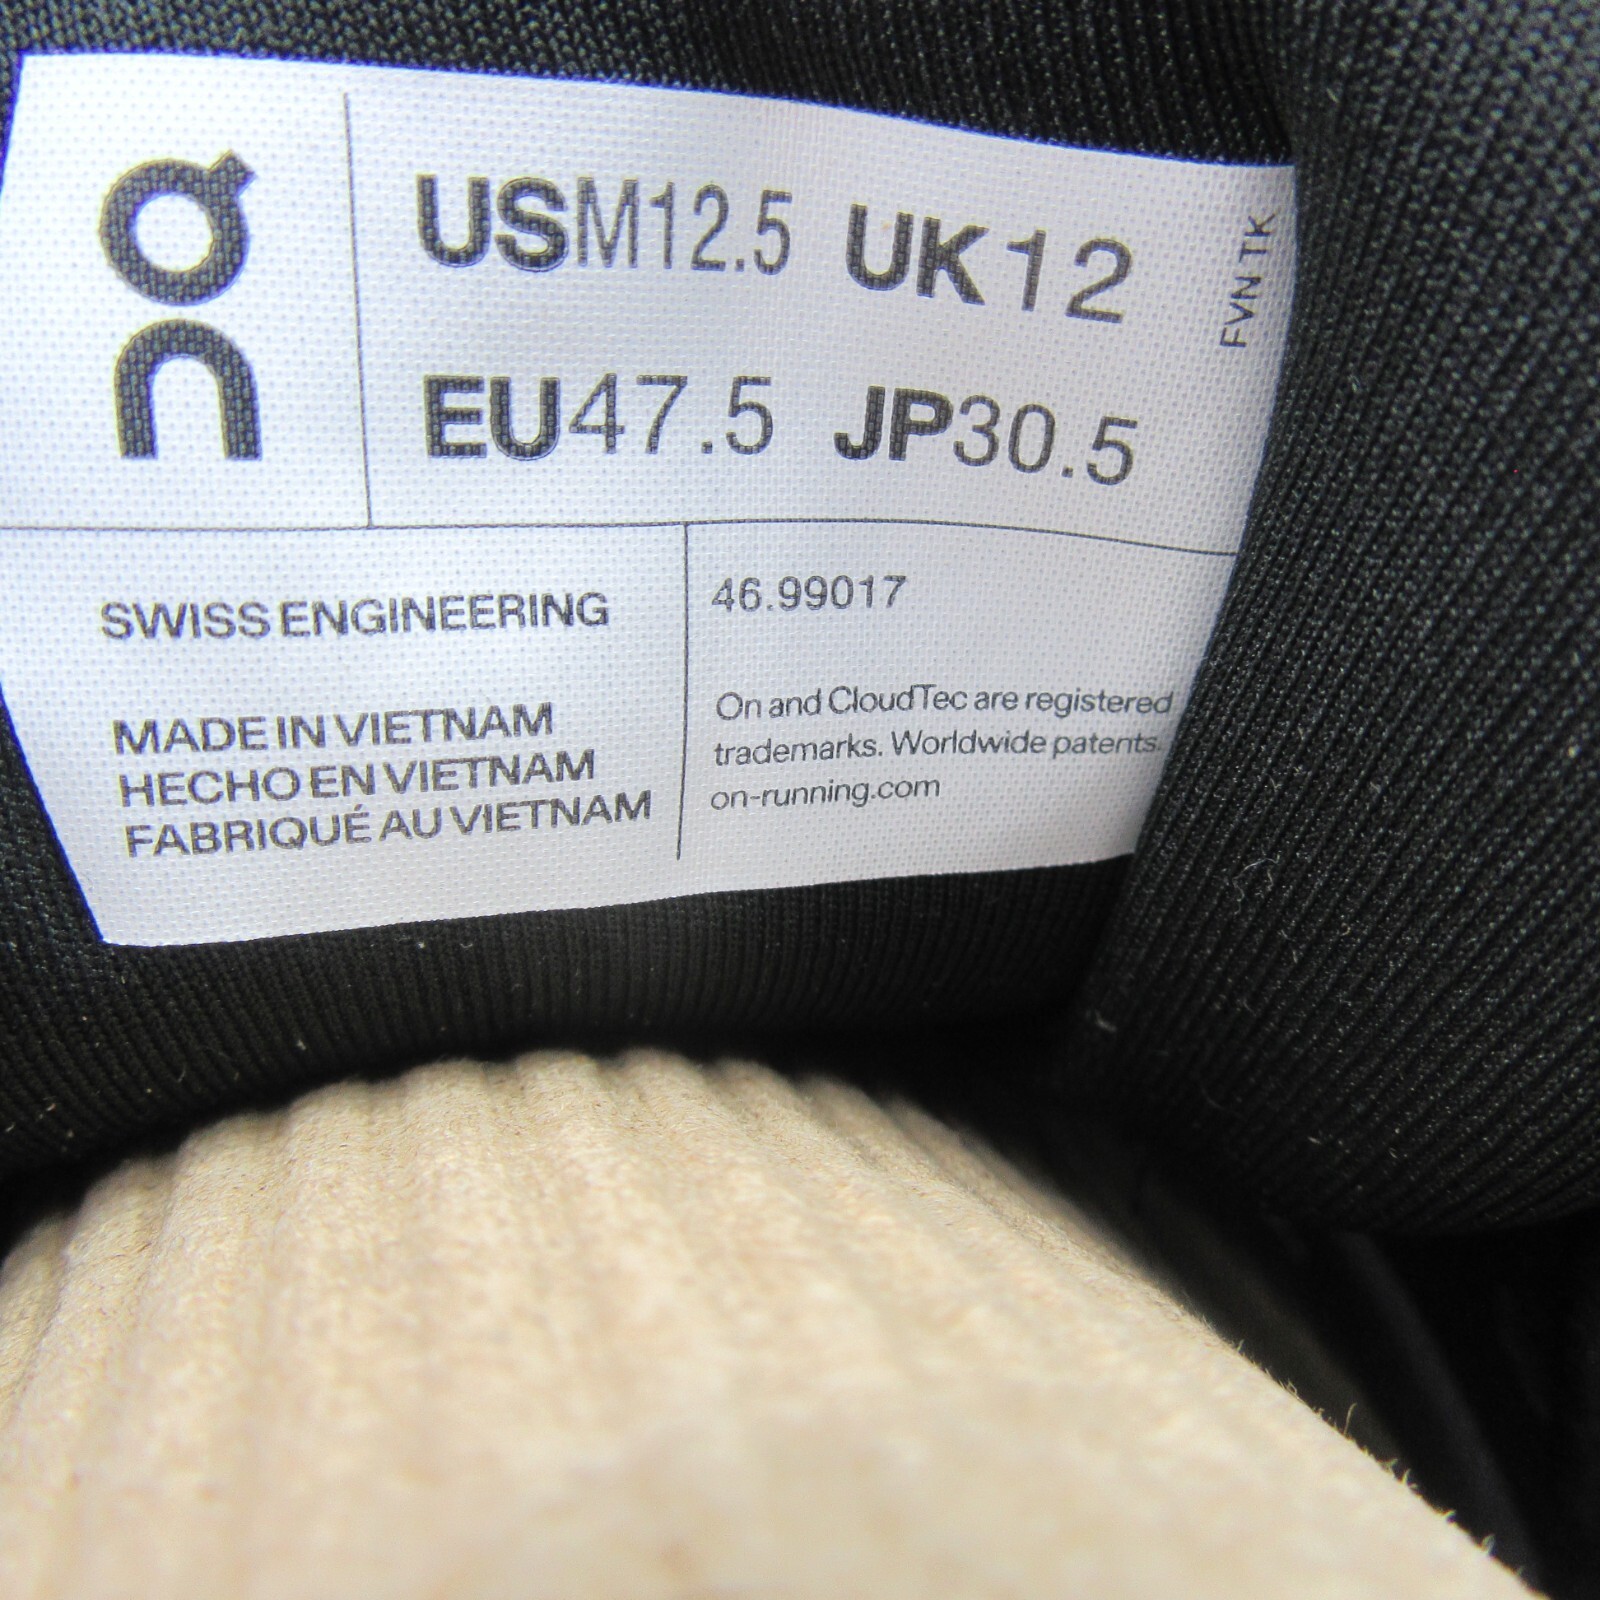 On
USM12.5 UK12
EU47.5 JP30.5
FVN TK
SWISS ENGINEERING
MADE IN VIETNAM
HECHO EN VIETNAM
FABRIQUÉ AU VIETNAM
46.99017
On and CloudTec are registered
trademarks. Worldwide patents.
on-running.com